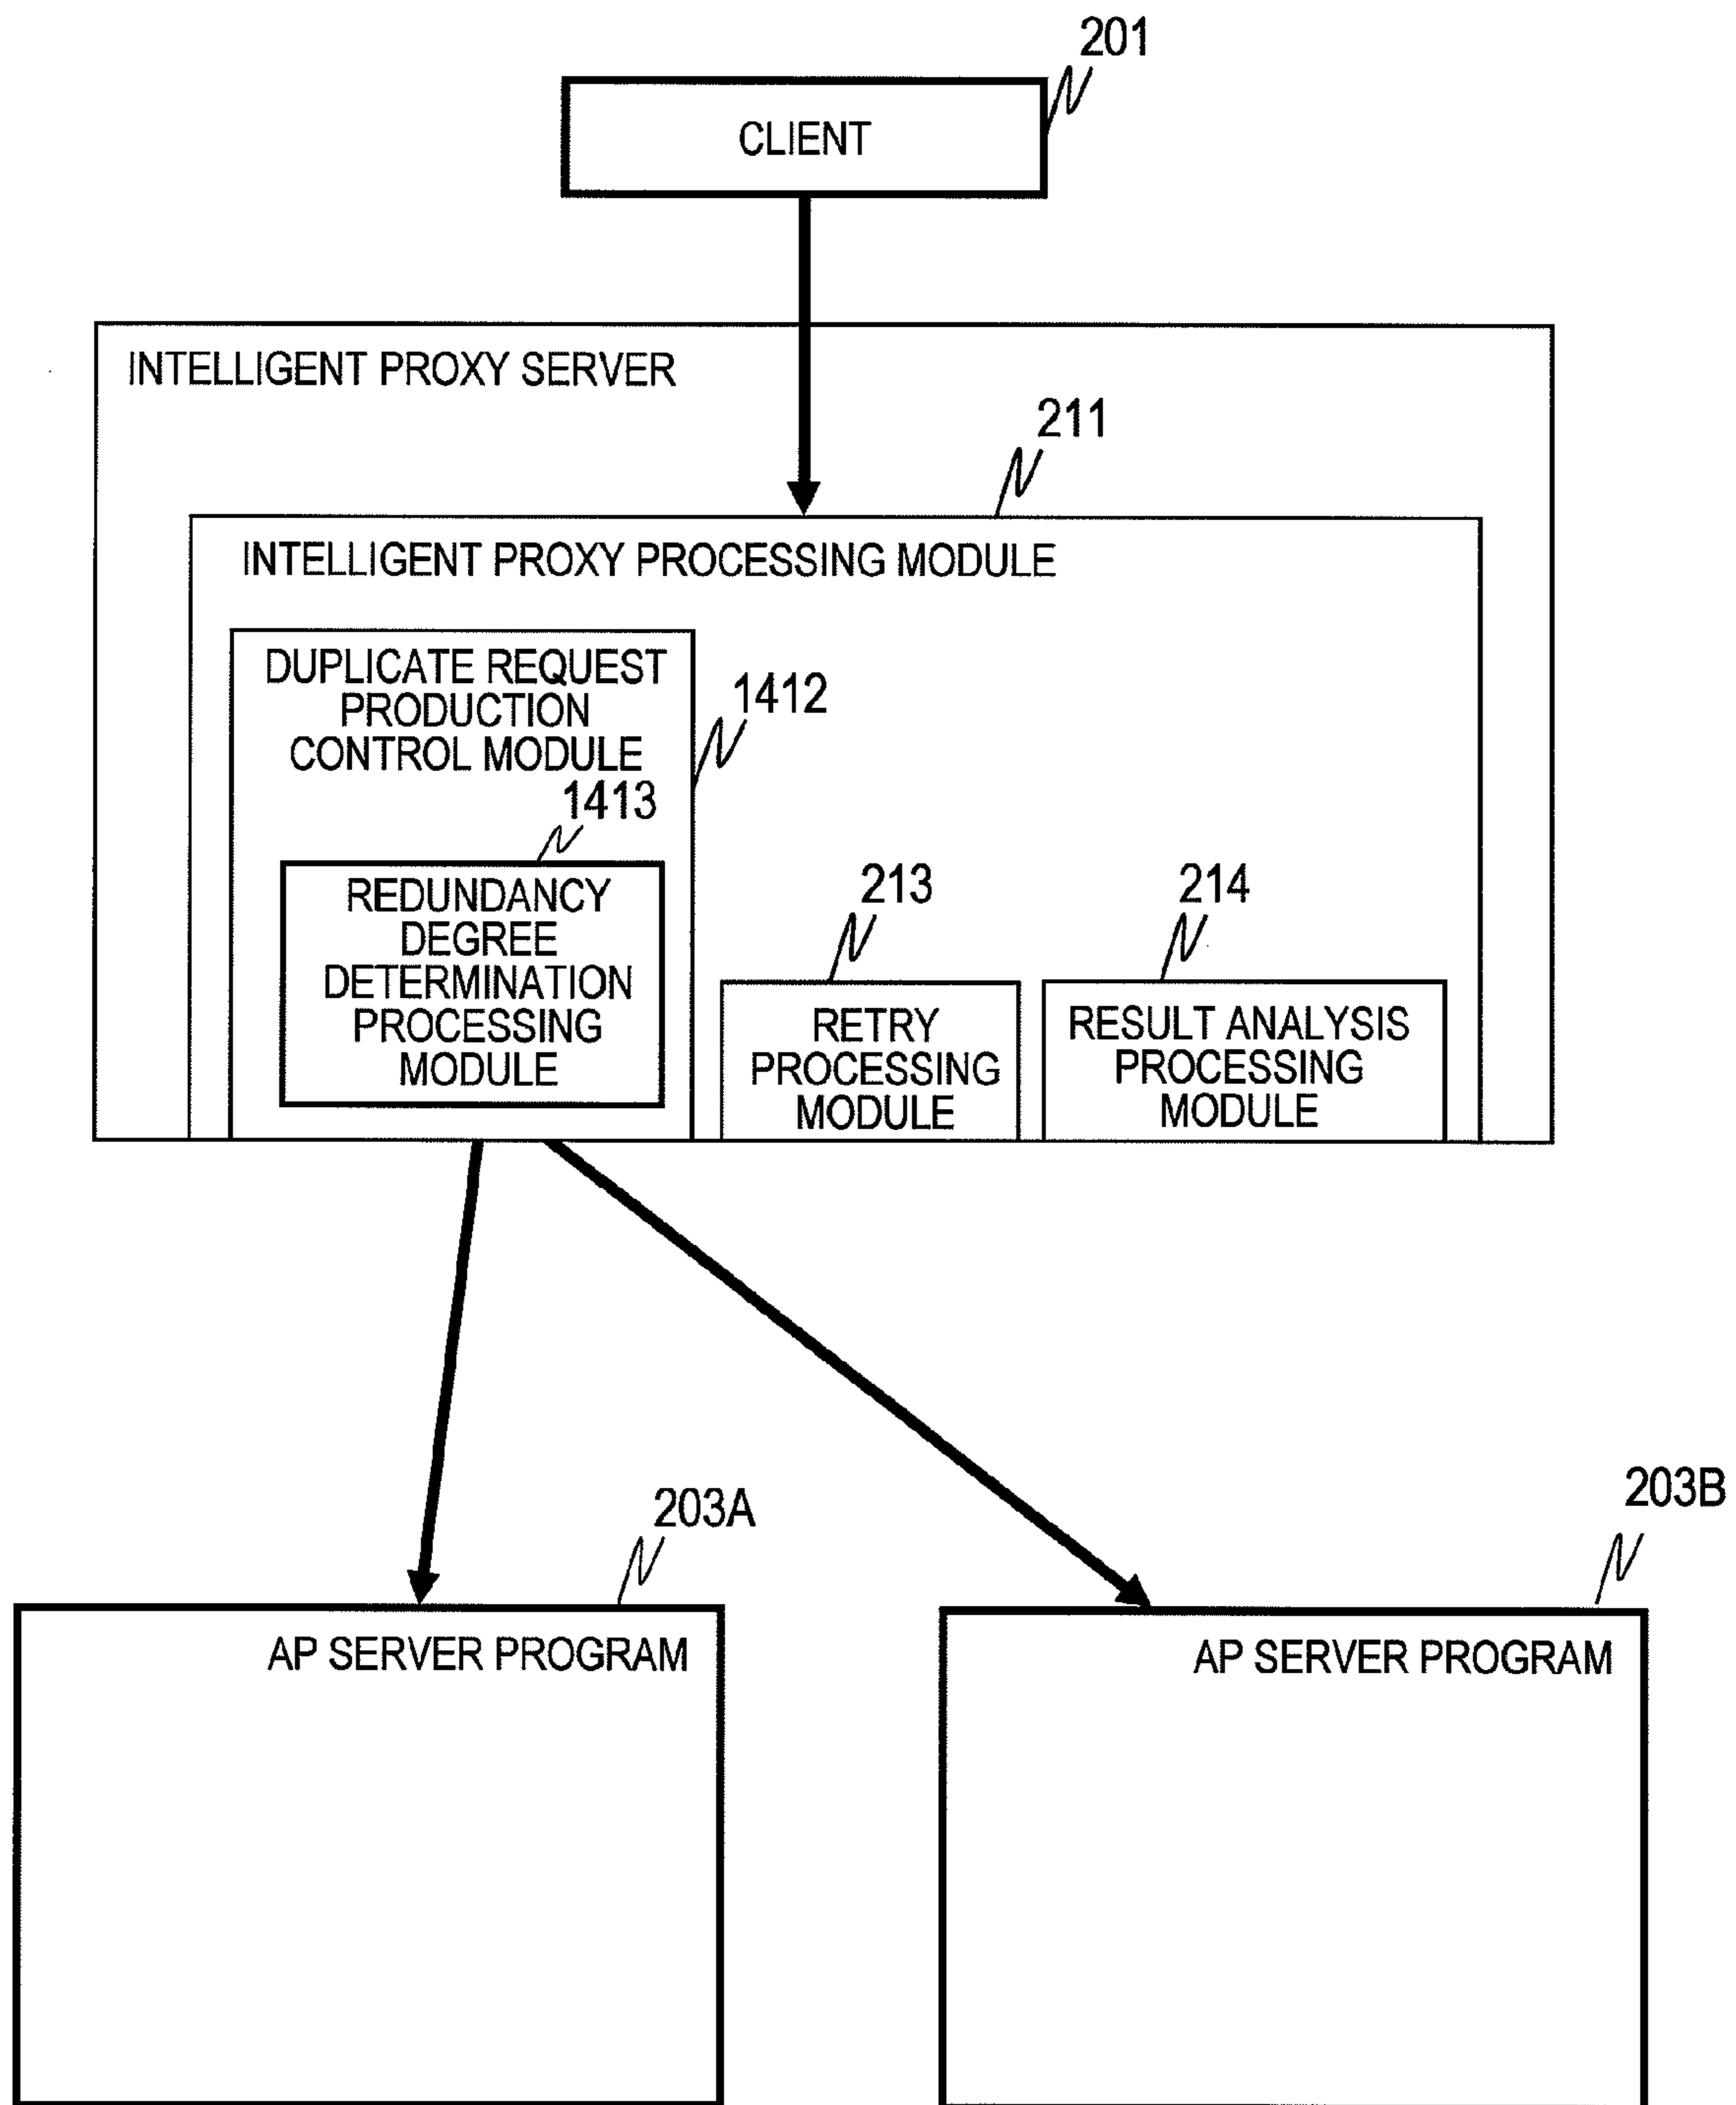 201
CLIENT
INTELLIGENT PROXY SERVER
211
INTELLIGENT PROXY PROCESSING MODULE
DUPLICATE REQUEST
PRODUCTION
CONTROL MODULE
1412
1413
REDUNDANCY
DEGREE
DETERMINATION
PROCESSING
MODULE
213
RETRY
PROCESSING
MODULE
214
RESULT ANALYSIS
PROCESSING
MODULE
203A
AP SERVER PROGRAM
203B
AP SERVER PROGRAM